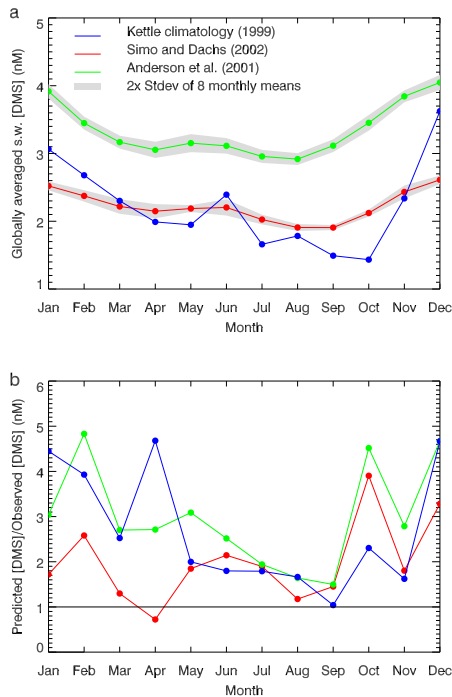 a
5
4
3
2
1
Globally averaged s.w. [DMS] (nM)
Kettle climatology (1999)
Simo and Dachs (2002)
Anderson et al. (2001)
2x Stdev of 8 monthly means
Jan Feb Mar Apr May Jun Jul Aug Sep Oct Nov Dec
Month
b
6
5
4
3
2
1
0
Predicted [DMS]/Observed [DMS] (nM)
Jan Feb Mar Apr May Jun Jul Aug Sep Oct Nov Dec
Month